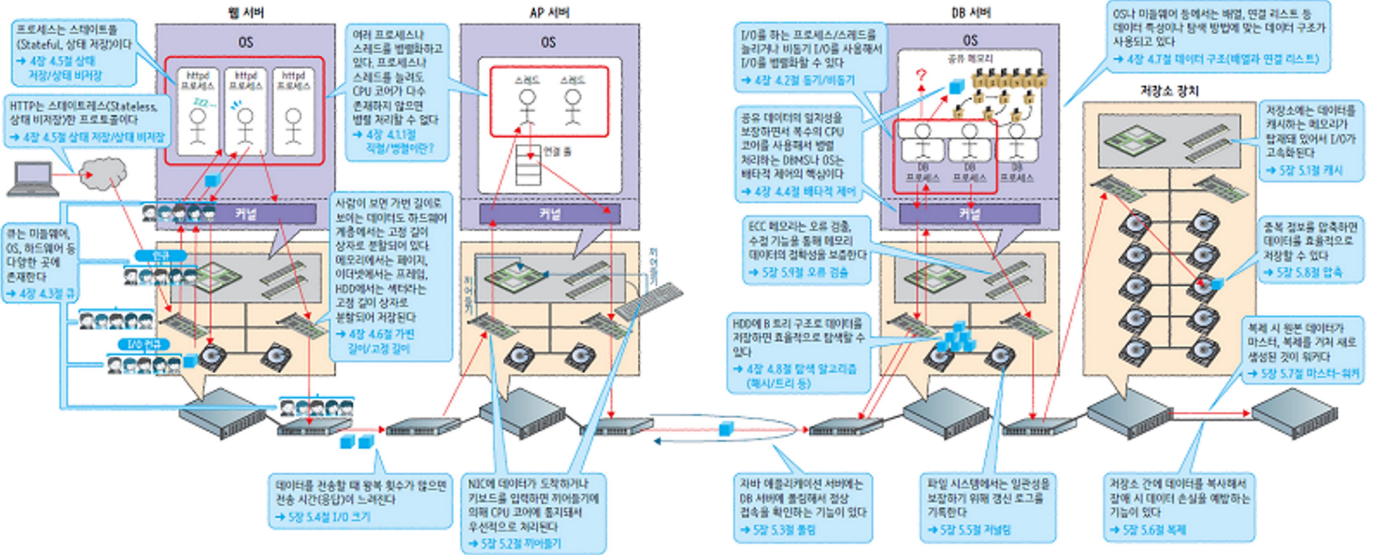 웹 서버
AP 서버
DB 서버
OS
OS
OS
프로세스는 스테이트풀
(Stateful, 상태 저장)이다
➔ 4장 4.5절 상태
저장/상태 비저장
HTTP는 스테이트레스(Stateless,
상태 비저장)한 프로토콜이다
➔ 4장 4.5절 상태 저장/상태 비저장
httpd
프로세스
httpd
프로세스
httpd
프로세스
zzz…
여러 프로세스나
스레드를 병렬화하고
있다. 프로세스나
스레드를 늘려도
CPU 코어가 다수
존재하지 않으면
병렬 처리할 수 없다
➔ 4장 4.1.1절
직렬/병렬이란?
스레드
스레드
연결 풀
커널
커널
커널
큐는 미들웨어,
OS, 하드웨어 등
다양한 곳에
존재한다
➔ 4장 4.3절 큐
런큐
I/O 런큐
사람이 보면 가변 길이로
보이는 데이터도 하드웨어
계층에서는 고정 길이
상자로 분할되어 있다.
메모리에서는 페이지,
이더넷에서는 프레임,
HDD에서는 섹터라는
고정 길이 상자로
분할되어 저장된다
➔ 4장 4.6절 가변
길이/고정 길이
끼어들기
끼어들기
I/O를 하는 프로세스/스레드를
늘리거나 비동기 I/O를 사용해서
I/O를 병렬화할 수 있다
➔ 4장 4.2절 동기/비동기
공유 데이터의 일치성을
보장하면서 복수의 CPU
코어를 사용해서 병렬
처리하는 DBMS나 OS는
배타적 제어의 핵심이다
➔ 4장 4.4절 배타적 제어
공유 메모리
?
DB
프로세스
DB
프로세스
DB
프로세스
ECC 메모리는 오류 검출,
수정 기능을 통해 메모리
데이터의 정확성을 보증한다
➔ 5장 5.9절 오류 검출
HDD에 B 트리 구조로 데이터를
저장하면 효율적으로 탐색할 수
있다
➔ 4장 4.8절 탐색 알고리즘
(해시/트리 등)
OS나 미들웨어 등에서는 배열, 연결 리스트 등
데이터 특성이나 탐색 방법에 맞는 데이터 구조가
사용되고 있다
➔ 4장 4.7절 데이터 구조(배열과 연결 리스트)
저장소 장치
저장소에는 데이터를
캐시하는 메모리가
탑재돼 있어서 I/O가
고속화된다
➔ 5장 5.1절 캐시
중복 정보를 압축하면
데이터를 효율적으로
저장할 수 있다
➔ 5장 5.8절 압축
복제 시 원본 데이터가
마스터, 복제를 거쳐 새로
생성된 것이 워커다
➔ 5장 5.7절 마스터-워커
데이터를 전송할 때 왕복 횟수가 많으면
전송 시간(응답)이 느려진다
➔ 5장 5.4절 I/O 크기
NIC에 데이터가 도착하거나
키보드를 입력하면 끼어들기에
의해 CPU 코어에 통지돼서
우선적으로 처리된다
➔ 5장 5.2절 끼어들기
자바 애플리케이션 서버에는
DB 서버에 폴링해서 정상
접속을 확인하는 기능이 있다
➔ 5장 5.3절 폴링
파일 시스템에서는 일관성을
보장하기 위해 갱신 로그를
기록한다
➔ 5장 5.5절 저널링
저장소 간에 데이터를 복사해서
장애 시 데이터 손실을 예방하는
기능이 있다
➔ 5장 5.6절 복제